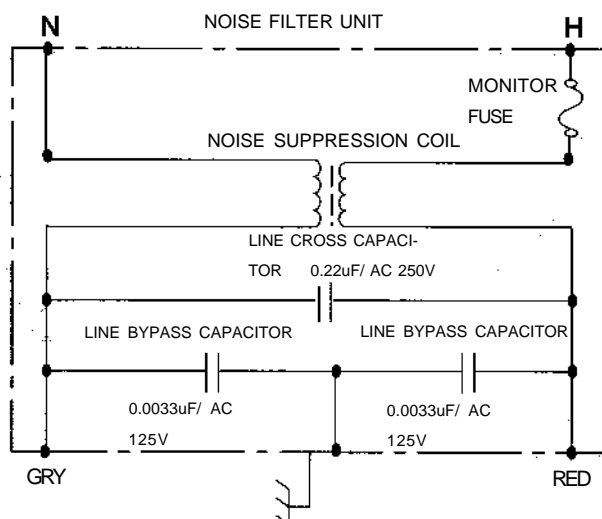 N
NOISE FILTER UNIT
H
MONITOR
FUSE
NOISE SUPPRESSION COIL
LINE CROSS CAPACI-
TOR 0.22uF/ AC 250V
LINE BYPASS CAPACITOR
LINE BYPASS CAPACITOR
0.0033uF/ AC
125V
0.0033uF/ AC
125V
GRY
RED